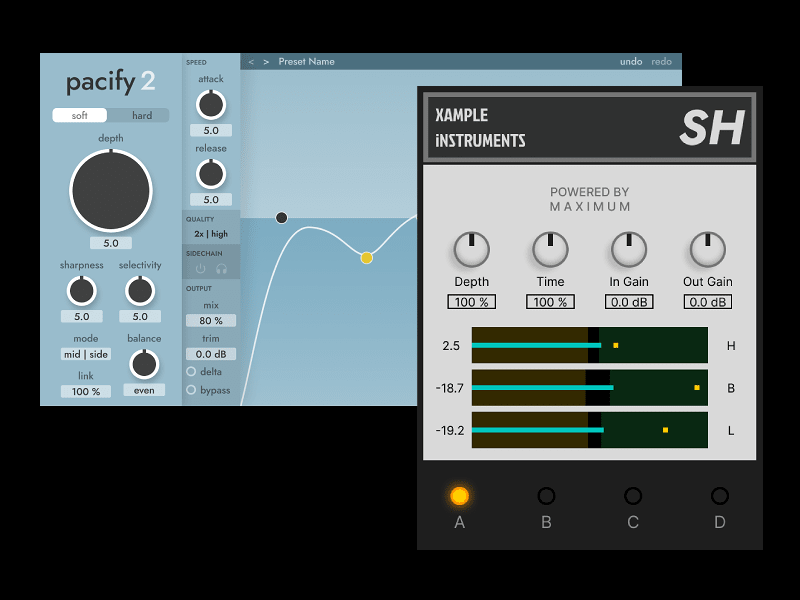 pacify 2
soft hard
depth
5.0
sharpness selectivity
5.0 5.0
mode balance
mid | side
link
100 % even
SPEED
attack
5.0
release
5.0
QUALITY
2x | high
SIDECHAIN
OUTPUT
mix
80 %
trim
0.0 dB
delta
bypass
< > Preset Name undo redo
XAMPLE
iNSTRUMENTS
SH
POWERED BY
MAXIMUM
Depth Time In Gain Out Gain
100 % 100 % 0.0 dB 0.0 dB
2.5 H
-18.7 B
-19.2 L
A B C D